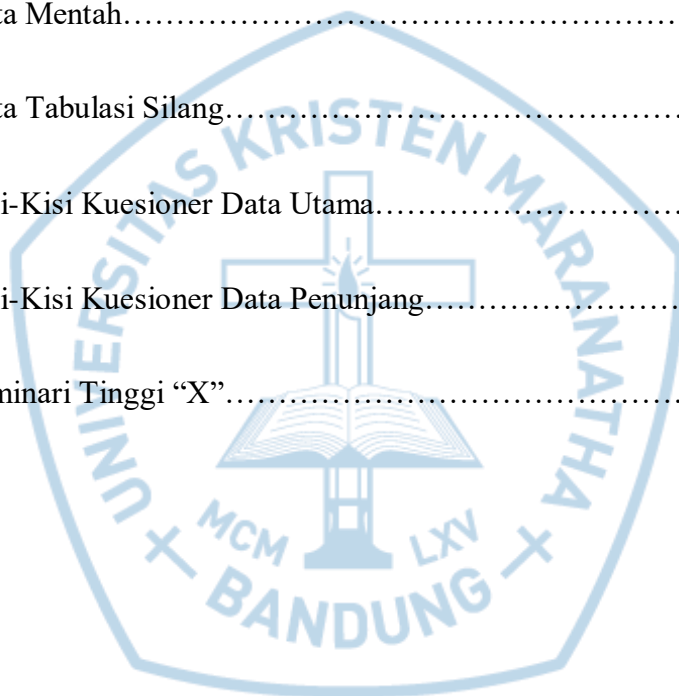 ta Mentah……………………………………………………
ta Tabulasi Silang…………………………………………
i-Kisi Kuesioner Data Utama……………………………
i-Kisi Kuesioner Data Penunjang………………………
minari Tinggi “X”…………………………………………
UNIVERSITAS KRISTEN MARANATHA
MCM LXV
BANDUNG